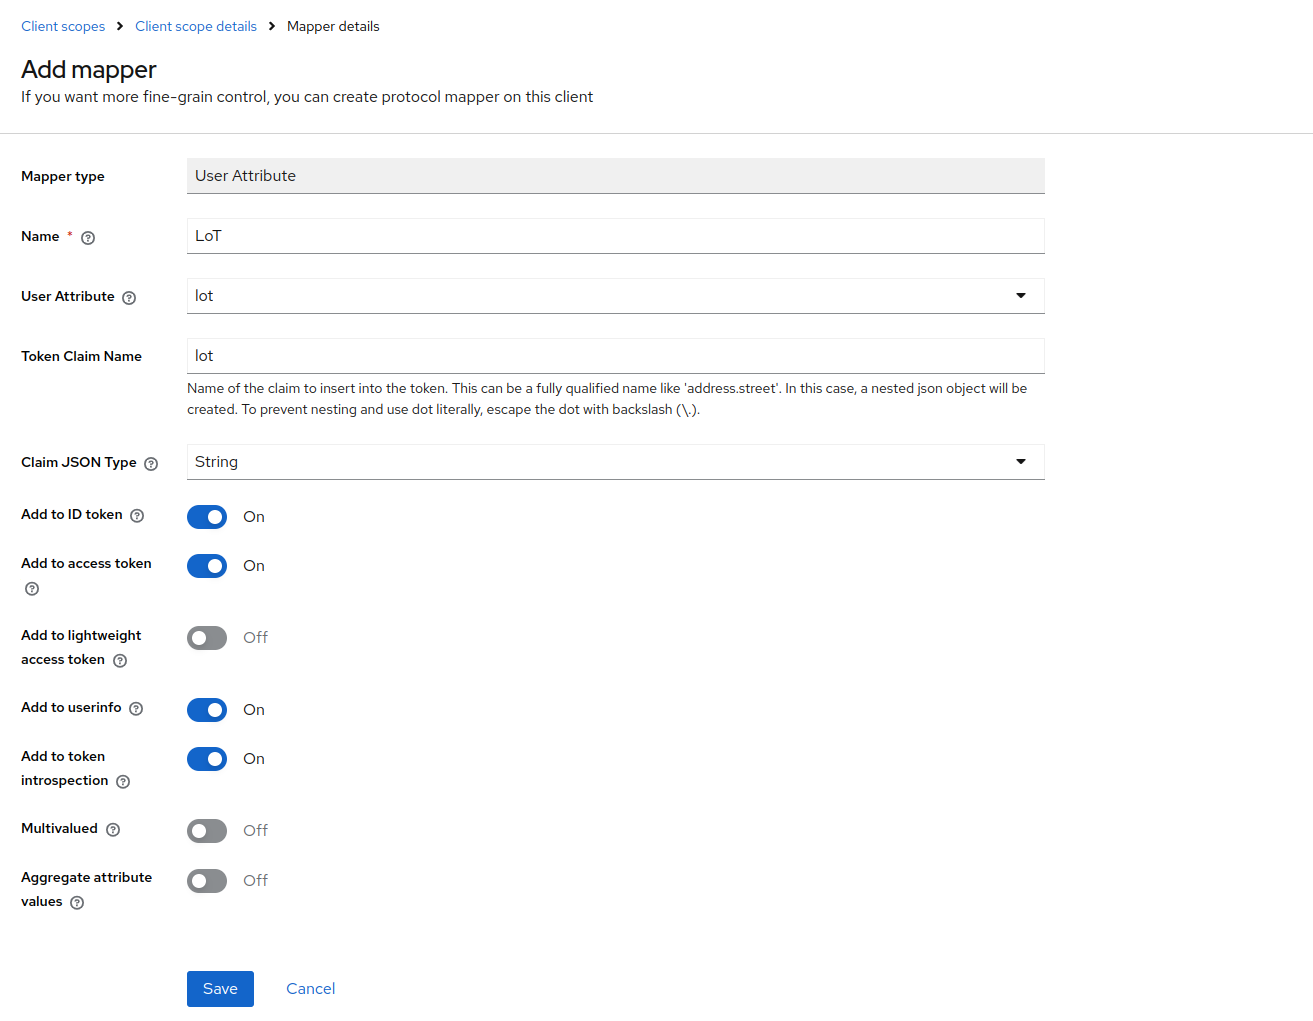 Client scopes > Client scope details > Mapper details
Add mapper
If you want more fine-grain control, you can create protocol mapper on this client
Mapper type User Attribute
Name * LoT
User Attribute lot
Token Claim Name lot
Name of the claim to insert into the token. This can be a fully qualified name like 'address.street'. In this case, a nested json object will be
created. To prevent nesting and use dot literally, escape the dot with backslash (\.).
Claim JSON Type String
Add to ID token On
Add to access token On
Add to lightweight
access token Off
Add to userinfo On
Add to token
introspection On
Multivalued Off
Aggregate attribute
values Off
Save Cancel